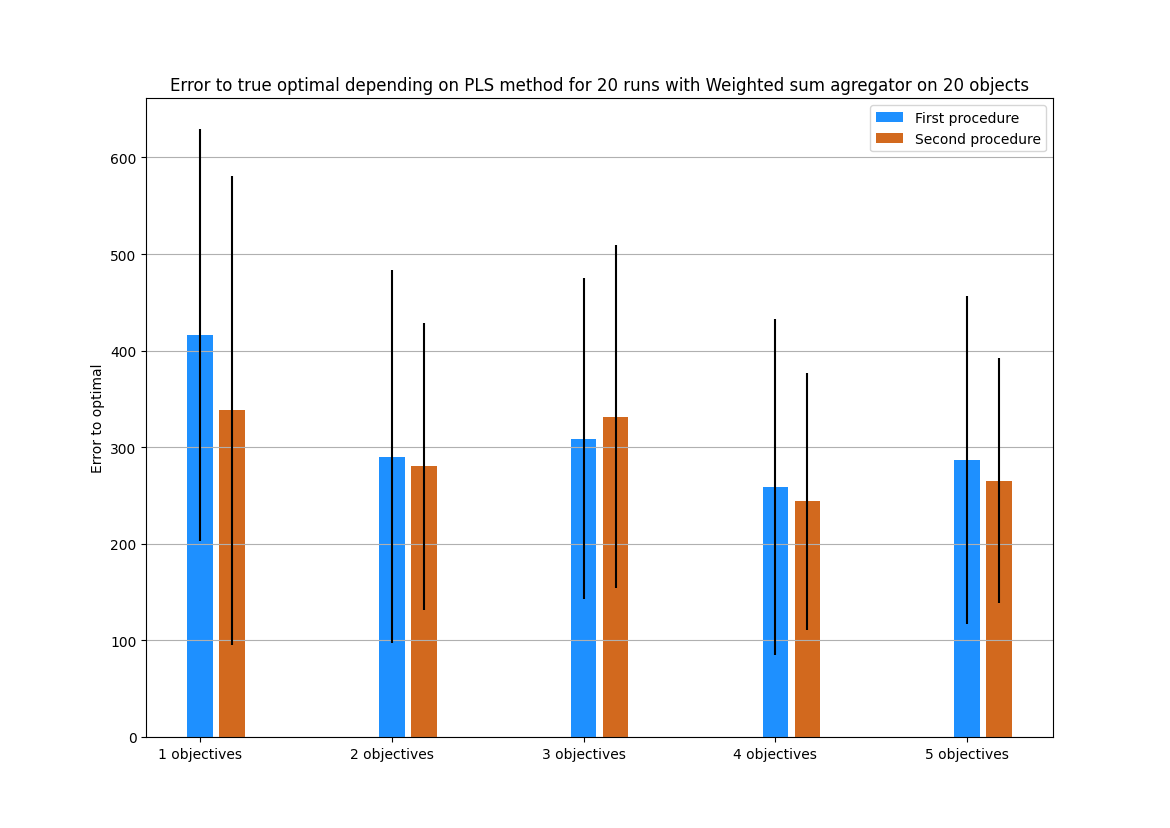 Error to true optimal depending on PLS method for 20 runs with Weighted sum agregator on 20 objects
First procedure
Second procedure
Error to optimal
600
500
400
300
200
100
0
1 objectives
2 objectives
3 objectives
4 objectives
5 objectives